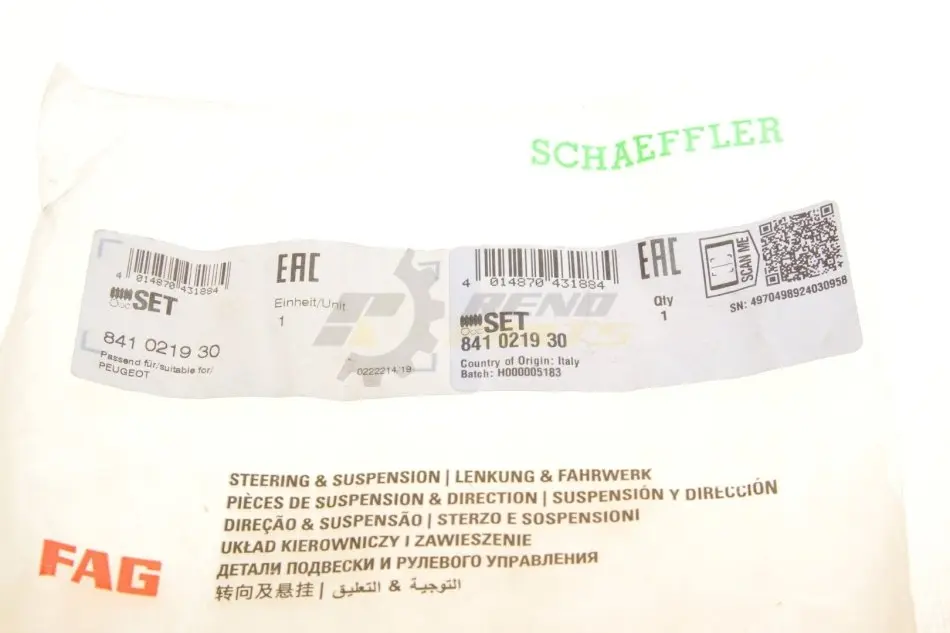 SCHAEFFLER
4 014870 431884
SET
841 0219 30
Passend für/suitable for/
PEUGEOT
EAC
Einheit/Unit
1
0222214/19
4 014870 431884
SET
841 0219 30
Country of Origin: Italy
Batch: H000005183
EAC
Qty
1
SCAN ME
SN: 4970498924030958
RENO
PARTS
STEERING & SUSPENSION | LENKUNG & FAHRWERK
PIÈCES DE SUSPENSION & DIRECTION | SUSPENSIÓN Y DIRECCIÓN
DIREÇÃO & SUSPENSÃO | STERZO E SOSPENSIONI
UKŁAD KIEROWNICZY I ZAWIESZENIE
ДЕТАЛИ ПОДВЕСКИ И РУЛЕВОГО УПРАВЛЕНИЯ
转向及悬挂 | التوجيه & التعليق
FAG